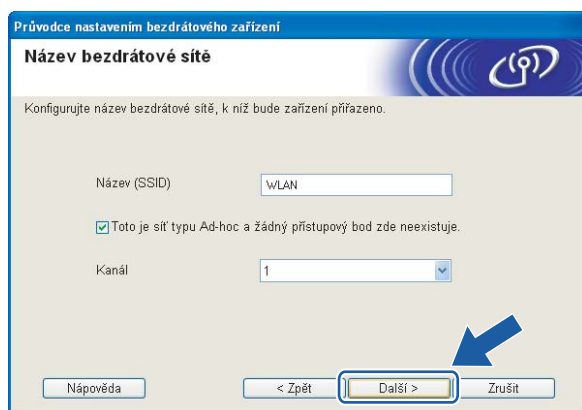 Průvodce nastavením bezdrátového zařízení
Název bezdrátové sítě
Konfigurujte název bezdrátové sítě, k níž bude zařízení přiřazeno.
Název (SSID) WLAN
Toto je síť typu Ad-hoc a žádný přístupový bod zde neexistuje.
Kanál 1
Nápověda < Zpět Další > Zrušit